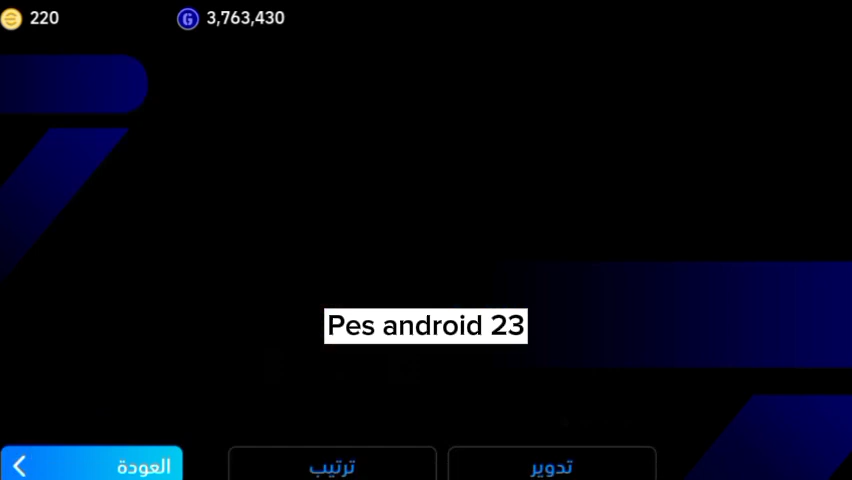 220
3,763,430
Pes android 23
العودة
ترتيب
تدوير